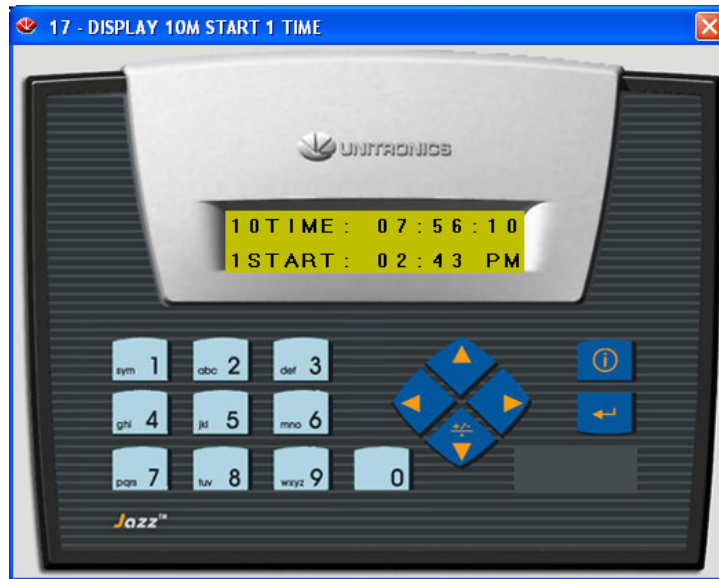 17 - DISPLAY 10M START 1 TIME
UNITRONICS
10TIME: 07:56:10
1START: 02:43 PM
sym 1 abc 2 def 3
ghi 4 jkl 5 mno 6
+/-
pqrs 7 tuv 8 wxyz 9 0
Jazz™